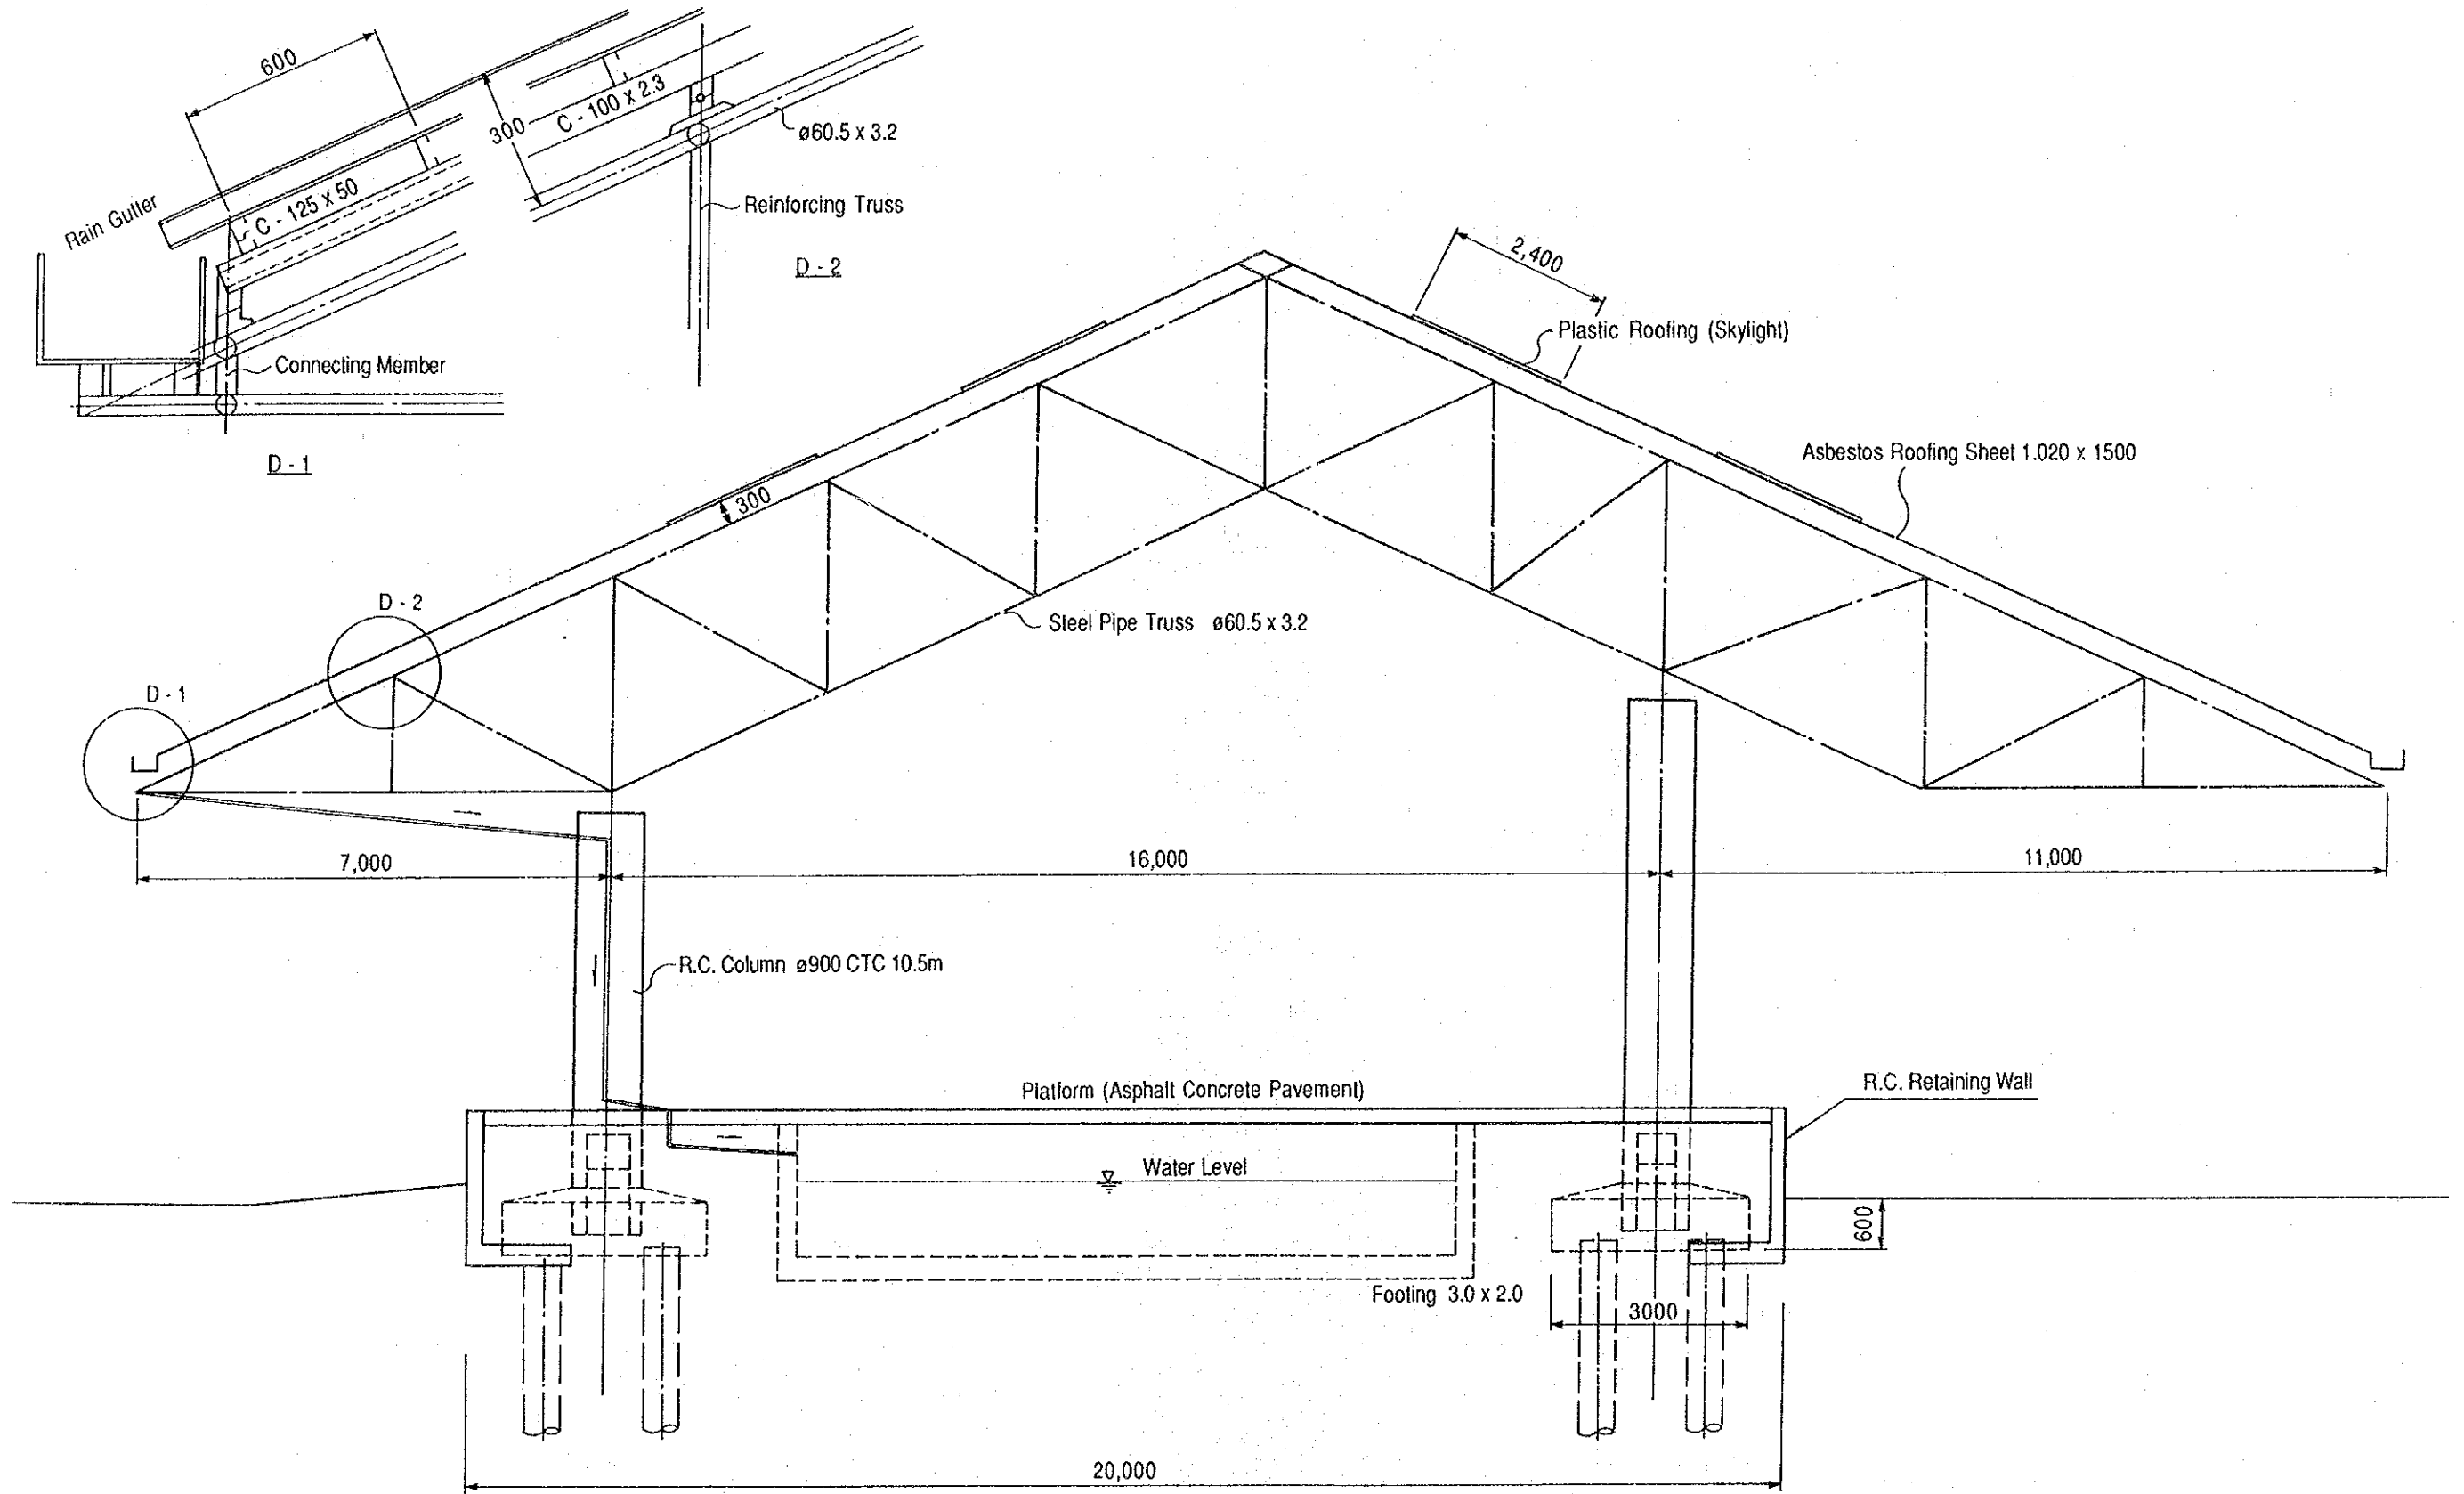 600
300
C - 100 x 2.3
ø60.5 x 3.2
Rain Gutter
C - 125 x 50
Reinforcing Truss
D - 2
Connecting Member
D - 1
2,400
Plastic Roofing (Skylight)
Asbestos Roofing Sheet 1.020 x 1500
300
Steel Pipe Truss ø60.5 x 3.2
D - 2
D - 1
7,000
16,000
11,000
R.C. Column ø900 CTC 10.5m
Platform (Asphalt Concrete Pavement)
R.C. Retaining Wall
Water Level
600
Footing 3.0 x 2.0
3000
20,000